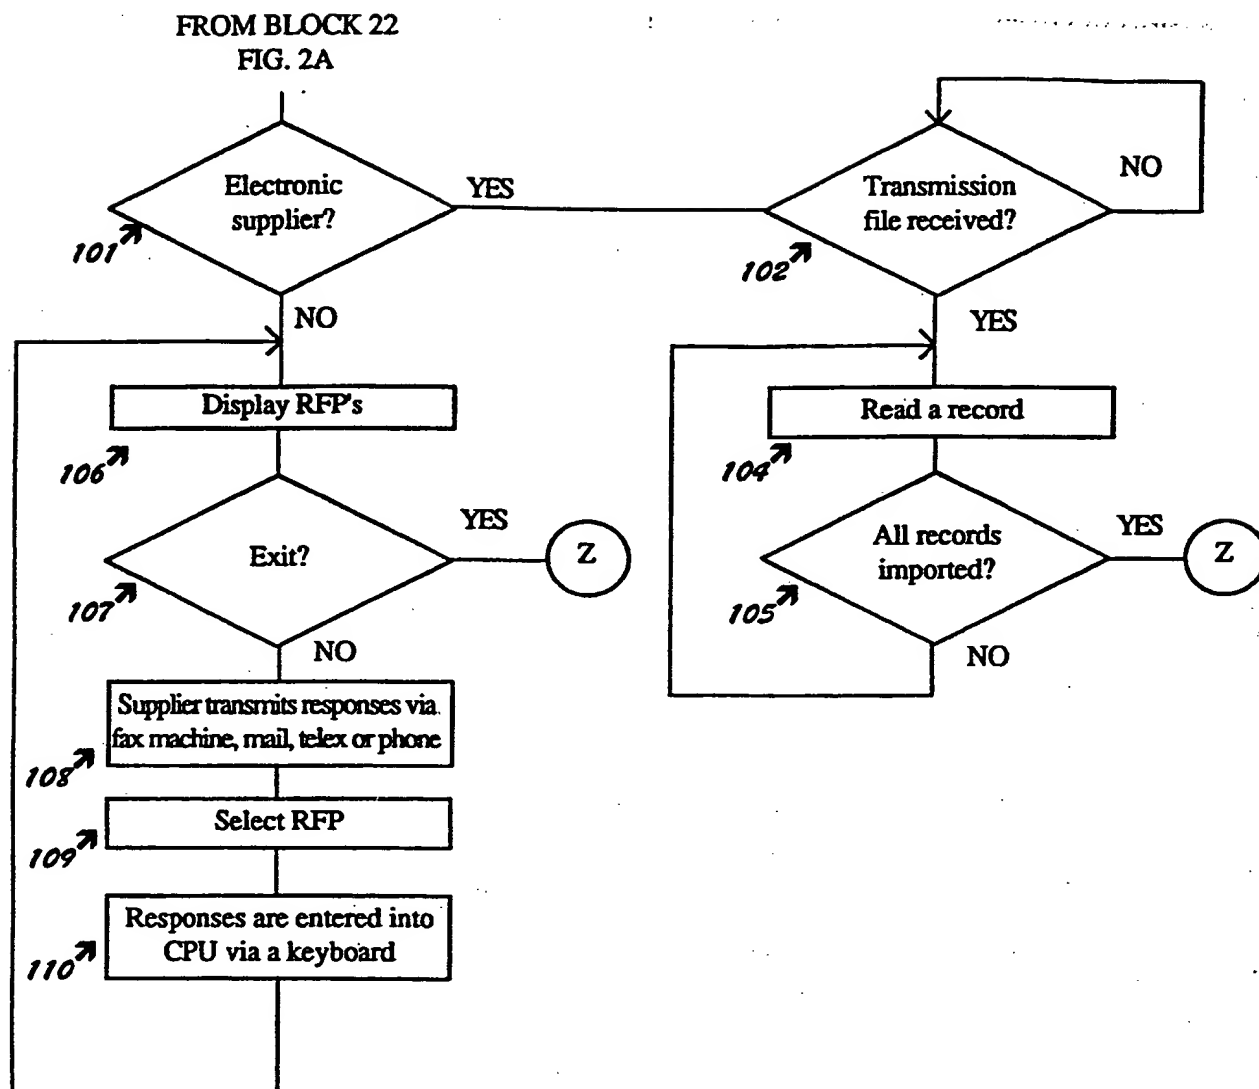 FROM BLOCK 22
FIG. 2A
Electronic
supplier?
YES
101
NO
Transmission
file received?
NO
102
YES
Display RFP's
106
Read a record
104
Exit?
YES
Z
107
NO
All records
imported?
YES
Z
105
NO
Supplier transmits responses via
fax machine, mail, telex or phone
108
Select RFP
109
Responses are entered into
CPU via a keyboard
110